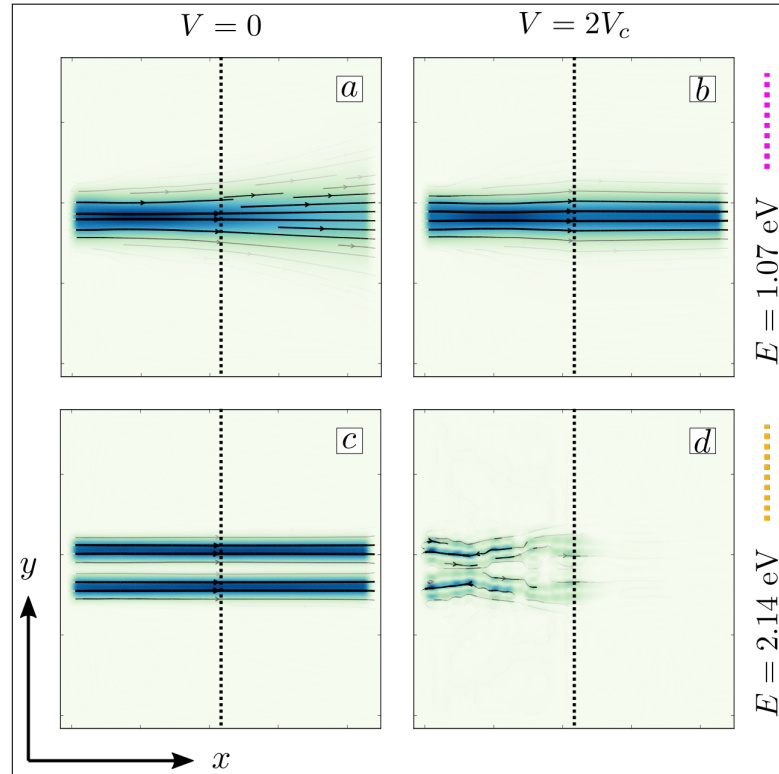 V = 0
V = 2V_c
a
b
E = 1.07 eV
c
d
E = 2.14 eV
y
x